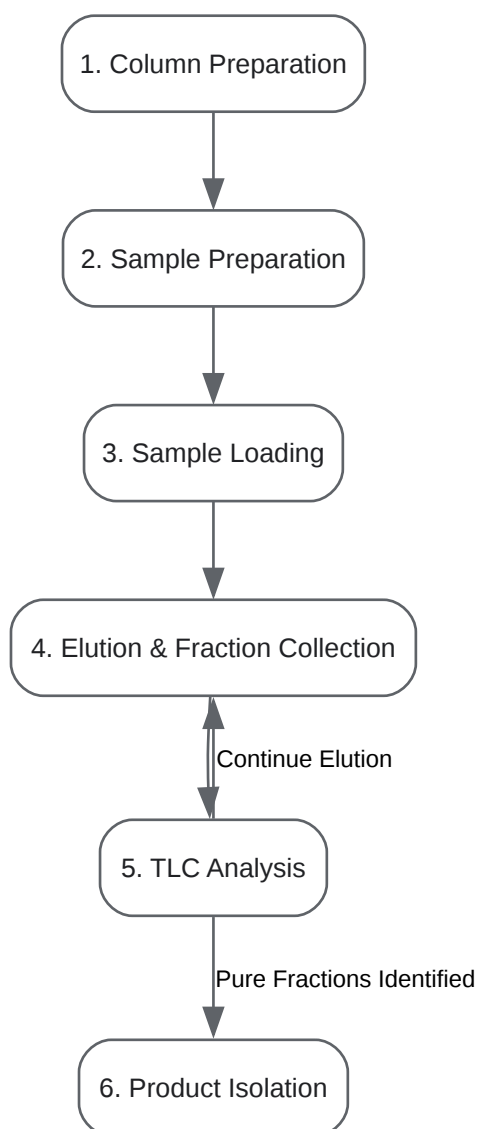 1. Column Preparation
2. Sample Preparation
3. Sample Loading
4. Elution & Fraction Collection
Continue Elution
5. TLC Analysis
Pure Fractions Identified
6. Product Isolation